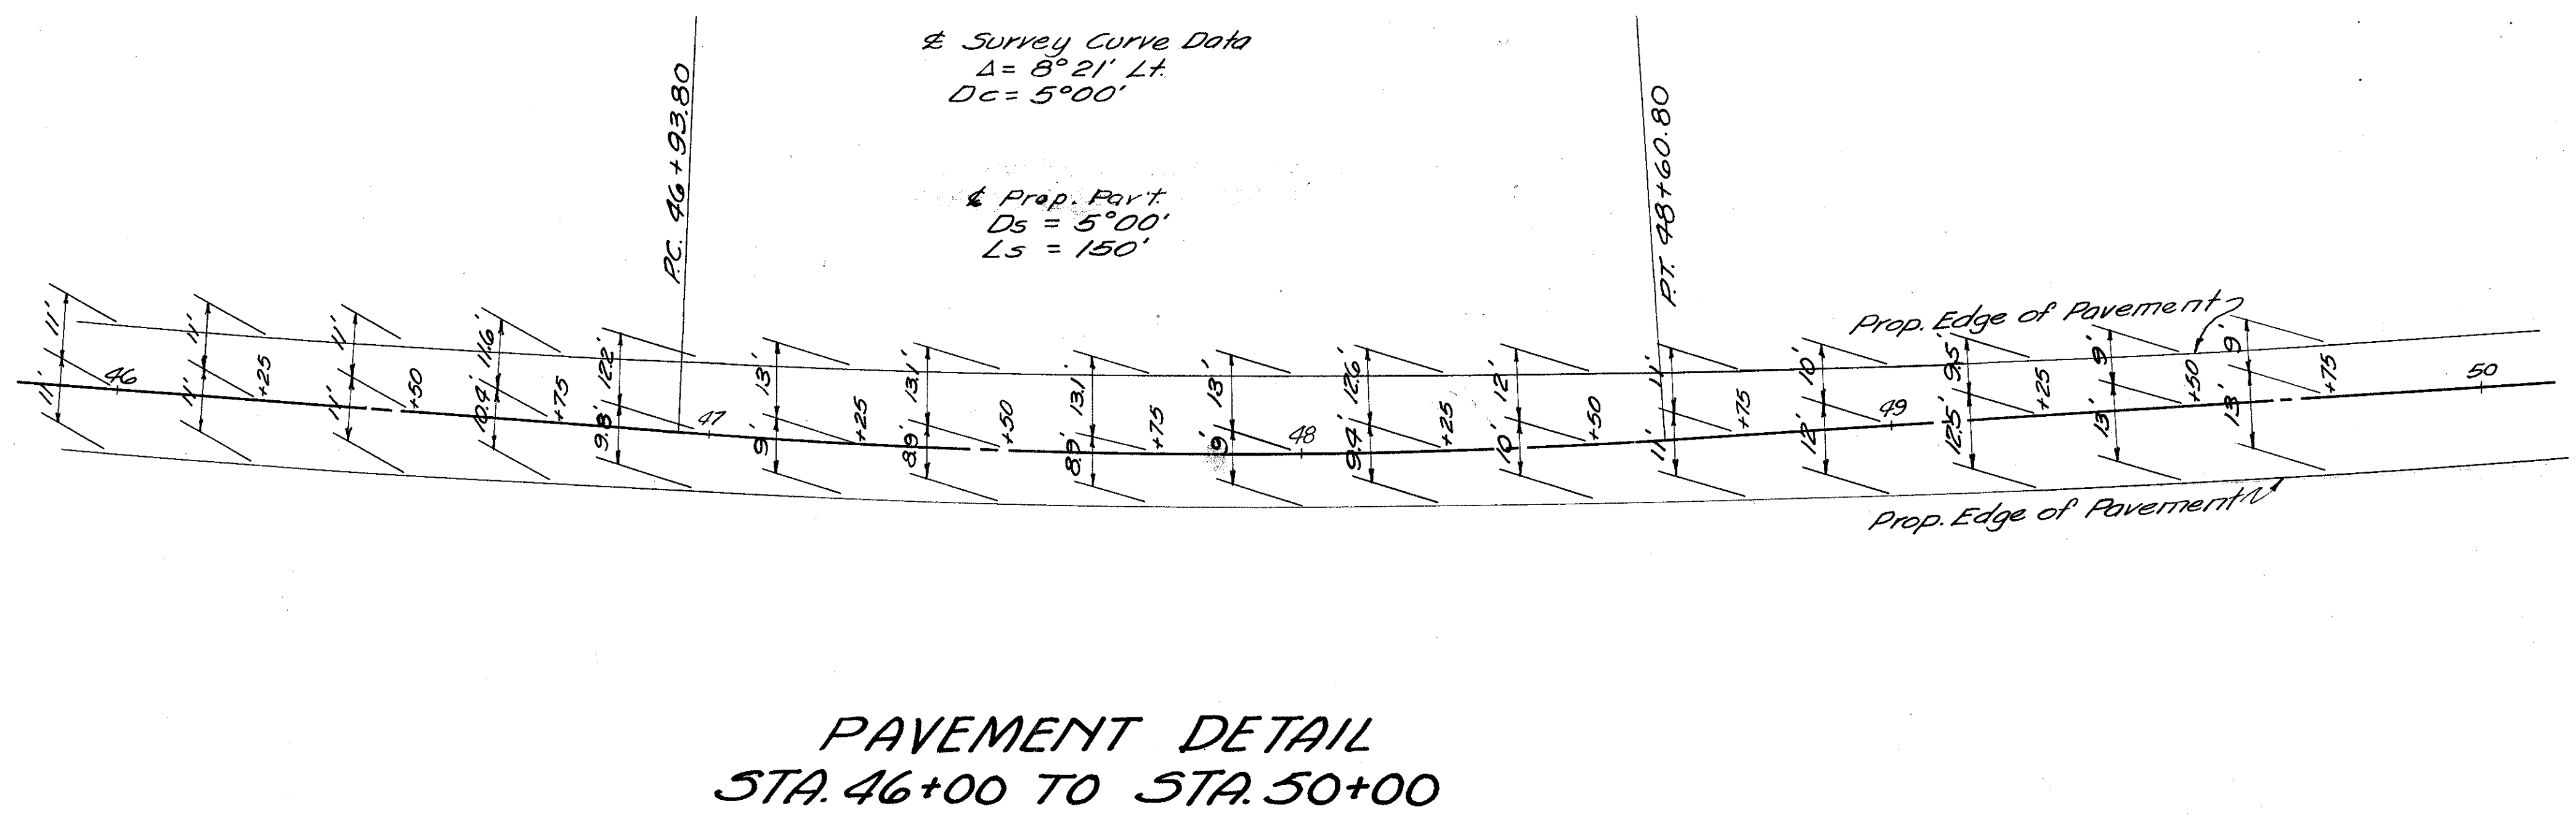 ℄ Survey Curve Data
Δ = 8°21' Lt.
Dc = 5°00'
℄ Prop. Pav't.
Ds = 5°00'
Ls = 150'
P.C. 46+93.80
P.T. 48+60.80
Prop. Edge of Pavement
11' 11' 11' 11.6' 12.2' 13' 13.1' 13.1' 13' 12.6' 12' 11' 10' 9.5' 9' 9'
46 +25 +50 +75 47 +25 +50 +75 48 +25 +50 +75 49 +25 +50 +75 50
11' 11' 11' 10.4' 9.8' 9' 8.9' 8.9' 9' 9.4' 10' 11' 12' 12.5' 13' 13'
Prop. Edge of Pavement
PAVEMENT DETAIL
STA. 46+00 TO STA. 50+00